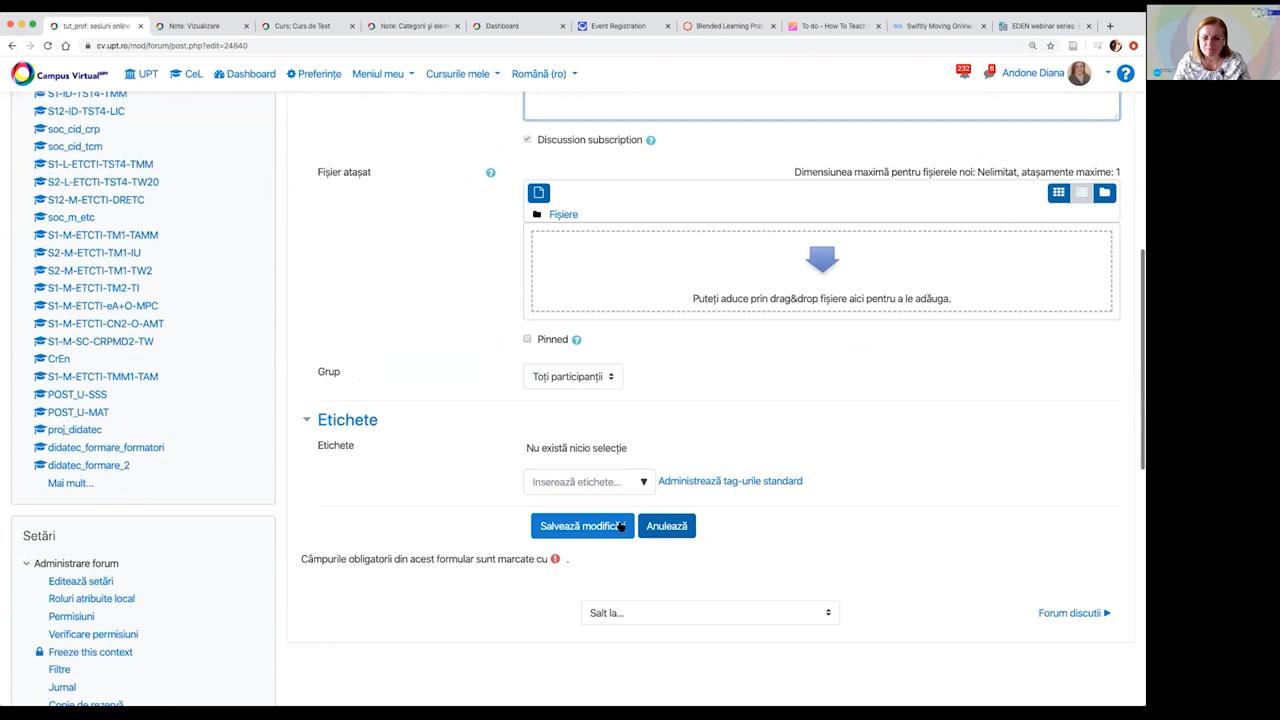 tut_prof: sesiuni online
Note: Vizualizare
Curs: Curs de Test
Note: Categorii și elem
Dashboard
Event Registration
Blended Learning Prac
To do - How To Teach
Swiftly Moving Online
EDEN webinar series: E
cv.upt.ro/mod/forum/post.php?edit=24840
Campus Virtual UPT
UPT
CeL
Dashboard
Preferințe
Meniul meu
Cursurile mele
Română (ro)
232
6
Andone Diana
S1-ID-TST4-TMM
S12-ID-TST4-LIC
soc_cid_crp
soc_cid_tcm
S1-L-ETCTI-TST4-TMM
S2-L-ETCTI-TST4-TW20
S12-M-ETCTI-DRETC
soc_m_etc
S1-M-ETCTI-TM1-TAMM
S2-M-ETCTI-TM1-IU
S2-M-ETCTI-TM1-TW2
S1-M-ETCTI-TM2-TI
S1-M-ETCTI-eA+O-MPC
S1-M-ETCTI-CN2-O-AMT
S1-M-SC-CRPMD2-TW
CrEn
S1-M-ETCTI-TMM1-TAM
POST_U-SSS
POST_U-MAT
proj_didatec
didatec_formare_formatori
didatec_formare_2
Mai mult...
Setări
Administrare forum
Editează setări
Roluri atribuite local
Permisiuni
Verificare permisiuni
Freeze this context
Filtre
Jurnal
Copie de rezervă
Discussion subscription
Fișier atașat
Dimensiunea maximă pentru fișierele noi: Nelimitat, atașamente maxime: 1
Fișiere
Puteți aduce prin drag&drop fișiere aici pentru a le adăuga.
Pinned
Grup
Toți participanții
Etichete
Etichete
Nu există nicio selecție
Inserează etichete...
Administrează tag-urile standard
Salvează modificări
Anulează
Câmpurile obligatorii din acest formular sunt marcate cu .
Salt la...
Forum discutii